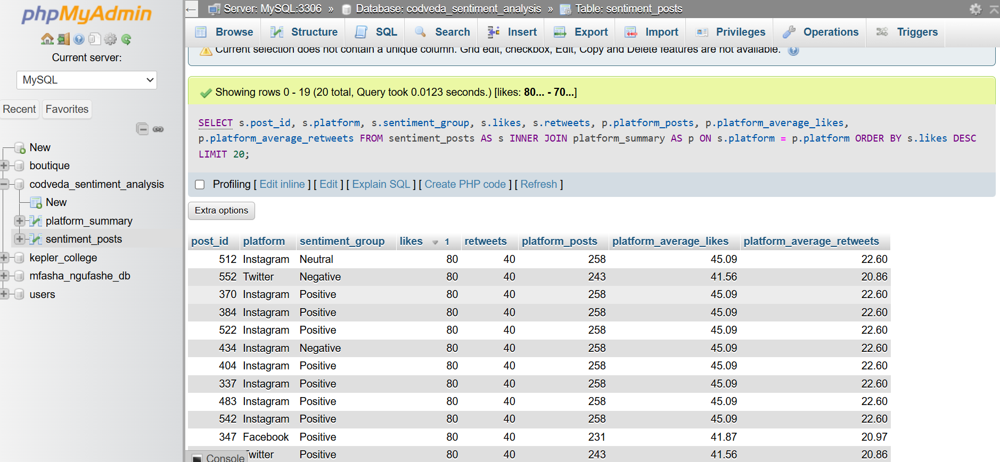 phpMyAdmin
Current server:
MySQL
Recent
Favorites
New
boutique
codveda_sentiment_analysis
New
platform_summary
sentiment_posts
kepler_college
mfasha_ngufashe_db
users
← Server: MySQL:3306 » Database: codveda_sentiment_analysis » Table: sentiment_posts
Browse Structure SQL Search Insert Export Import Privileges Operations Triggers
Current selection does not contain a unique column. Grid edit, checkbox, Edit, Copy and Delete features are not available.
Showing rows 0 - 19 (20 total, Query took 0.0123 seconds.) [likes: 80... - 70...]
SELECT s.post_id, s.platform, s.sentiment_group, s.likes, s.retweets, p.platform_posts, p.platform_average_likes,
p.platform_average_retweets FROM sentiment_posts AS s INNER JOIN platform_summary AS p ON s.platform = p.platform ORDER BY s.likes DESC
LIMIT 20;
Profiling [ Edit inline ] [ Edit ] [ Explain SQL ] [ Create PHP code ] [ Refresh ]
Extra options
post_id platform sentiment_group likes 1 retweets platform_posts platform_average_likes platform_average_retweets
512 Instagram Neutral 80 40 258 45.09 22.60
552 Twitter Negative 80 40 243 41.56 20.86
370 Instagram Positive 80 40 258 45.09 22.60
384 Instagram Positive 80 40 258 45.09 22.60
522 Instagram Positive 80 40 258 45.09 22.60
434 Instagram Negative 80 40 258 45.09 22.60
404 Instagram Positive 80 40 258 45.09 22.60
337 Instagram Positive 80 40 258 45.09 22.60
483 Instagram Positive 80 40 258 45.09 22.60
542 Instagram Positive 80 40 258 45.09 22.60
347 Facebook Positive 80 40 231 41.87 20.97
Twitter Positive 80 40 243 41.56 20.86
Console